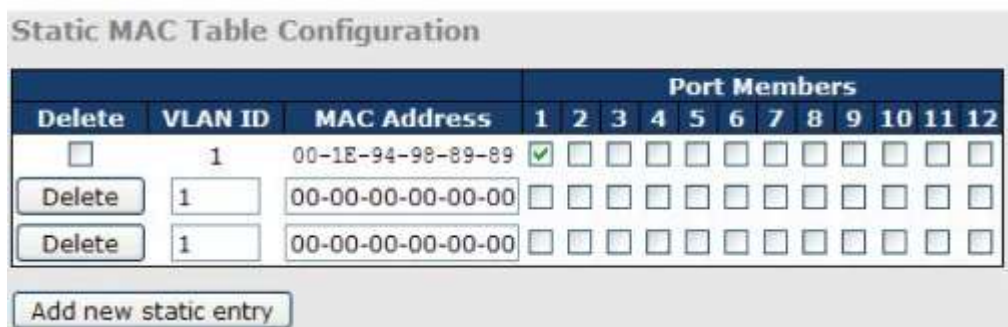 Static MAC Table Configuration
Port Members
Delete VLAN ID MAC Address 1 2 3 4 5 6 7 8 9 10 11 12
1 00-1E-94-98-89-89
Delete 1 00-00-00-00-00-00
Delete 1 00-00-00-00-00-00
Add new static entry